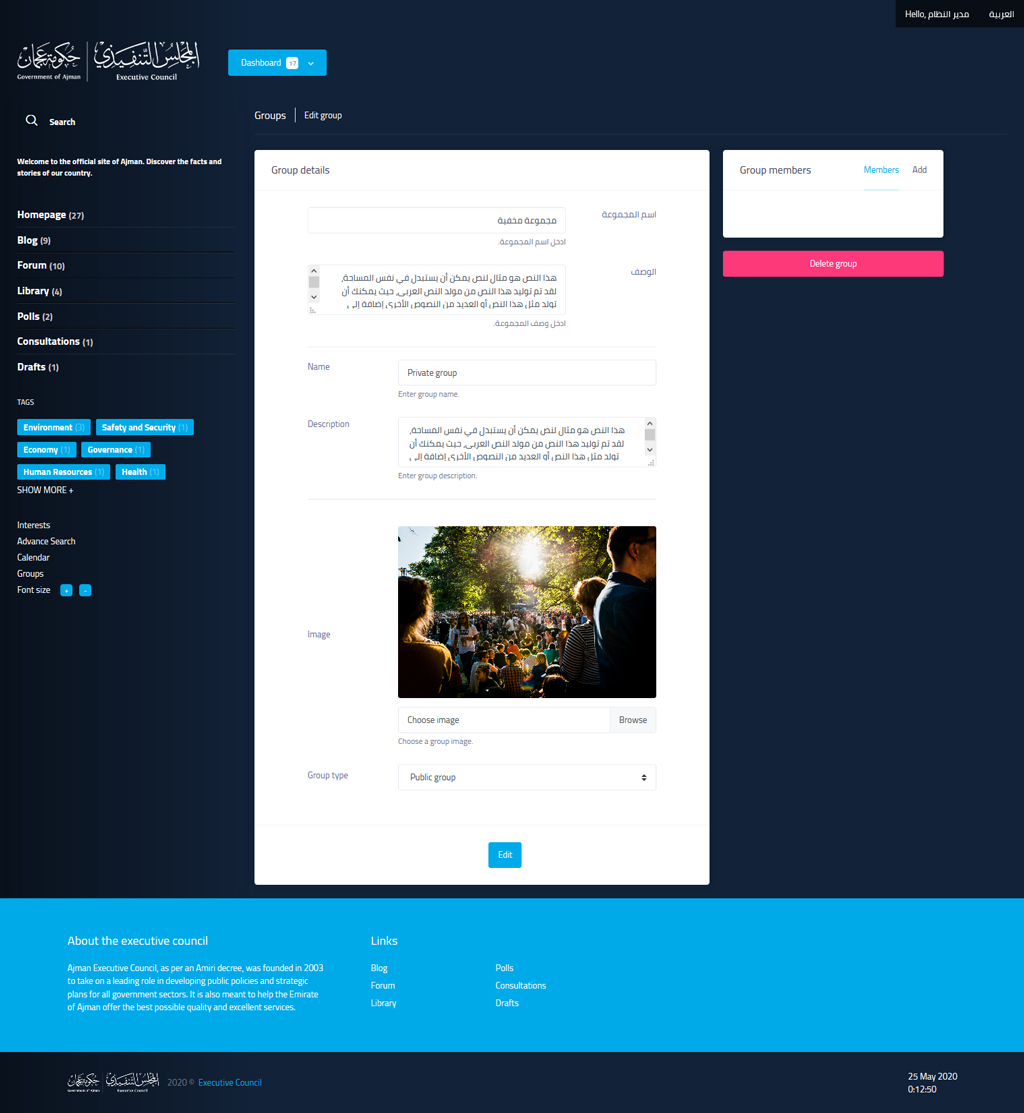 Hello, مدير النظام
العربية
حكومة عجمان
Government of Ajman
المجلس التنفيذي
Executive Council
Dashboard 17
Search
Welcome to the official site of Ajman. Discover the facts and
stories of our country.
Homepage (27)
Blog (9)
Forum (10)
Library (4)
Polls (2)
Consultations (1)
Drafts (1)
TAGS
Environment (3) Safety and Security (1)
Economy (1) Governance (1)
Human Resources (1) Health (1)
SHOW MORE +
Interests
Advance Search
Calendar
Groups
Font size + -
Groups
Edit group
Group details
اسم المجموعة
مجموعة مخفية
ادخل اسم المجموعة.
الوصف
هذا النص هو مثال لنص يمكن أن يستبدل في نفس المساحة،
لقد تم توليد هذا النص من مولد النص العربى، حيث يمكنك أن
تولد مثل هذا النص أو العديد من النصوص الأخرى إضافة إلى
ادخل وصف المجموعة.
Name
Private group
Enter group name.
Description
هذا النص هو مثال لنص يمكن أن يستبدل في نفس المساحة،
لقد تم توليد هذا النص من مولد النص العربى، حيث يمكنك أن
تولد مثل هذا النص أو العديد من النصوص الأخرى إضافة إلى
Enter group description.
Image
Choose image
Browse
Choose a group image.
Group type
Public group
Edit
Group members
Members
Add
Delete group
About the executive council
Ajman Executive Council, as per an Amiri decree, was founded in 2003
to take on a leading role in developing public policies and strategic
plans for all government sectors. It is also meant to help the Emirate
of Ajman offer the best possible quality and excellent services.
Links
Blog
Forum
Library
Polls
Consultations
Drafts
حكومة عجمان
Government of Ajman
المجلس التنفيذي
Executive Council
2020 © Executive Council
25 May 2020
0:12:50